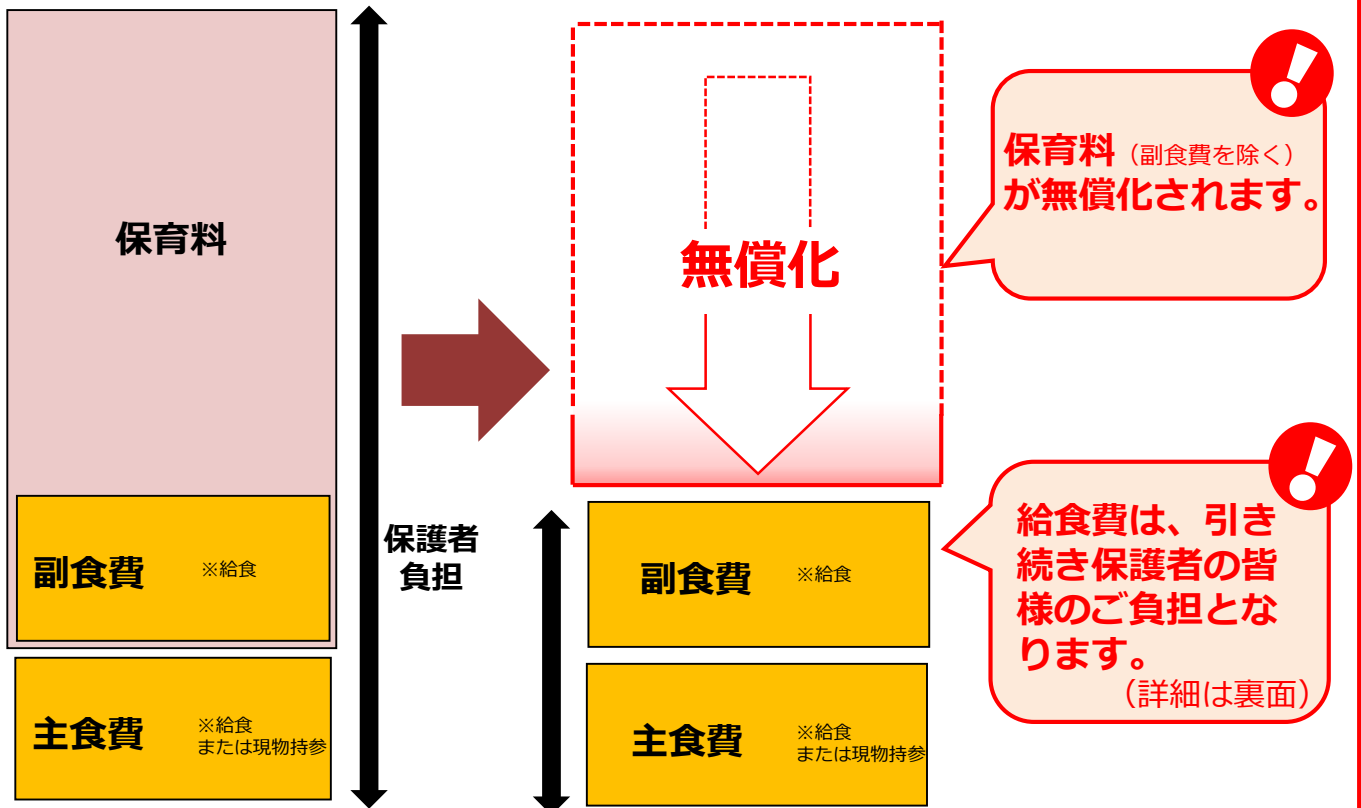 保育料
副食費 ※給食
主食費 ※給食
または現物持参
保護者
負担
無償化
副食費 ※給食
主食費 ※給食
または現物持参
保育料（副食費を除く）
が無償化されます。
給食費は、引き
続き保護者の皆
様のご負担とな
ります。
（詳細は裏面）